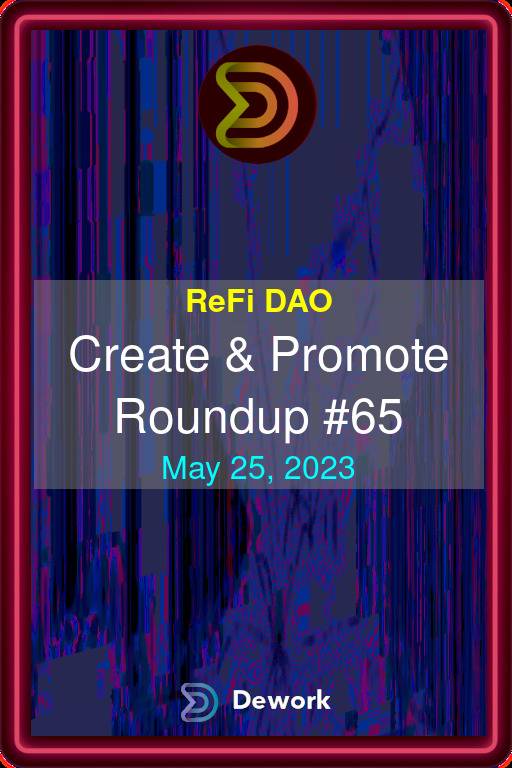 ReFi DAO
Create & Promote
Roundup #65
May 25, 2023
Dework